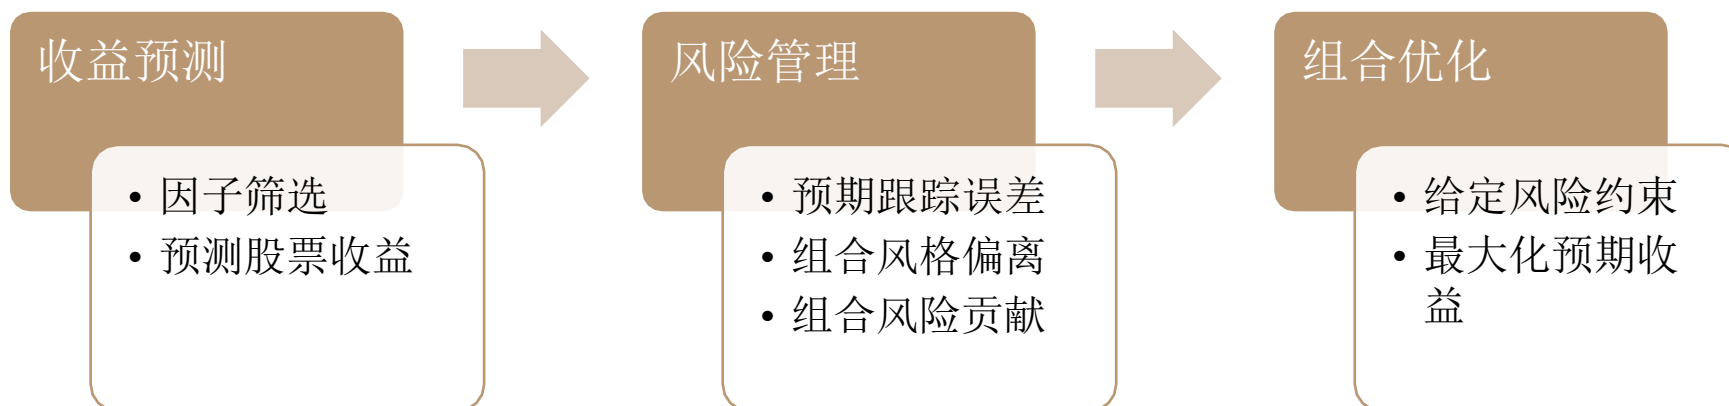 收益预测
• 因子筛选
• 预测股票收益
风险管理
• 预期跟踪误差
• 组合风格偏离
• 组合风险贡献
组合优化
• 给定风险约束
• 最大化预期收
益